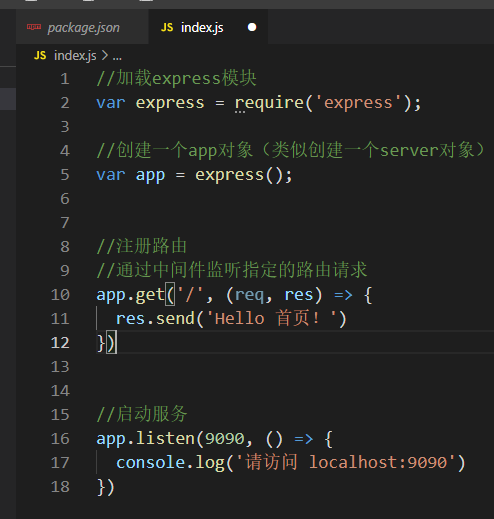 package.json JS index.js
JS index.js > ...
1 //加载express模块
2 var express = require('express');
3
4 //创建一个app对象（类似创建一个server对象）
5 var app = express();
6
7
8 //注册路由
9 //通过中间件监听指定的路由请求
10 app.get('/', (req, res) => {
11 res.send('Hello 首页！')
12 })
13
14
15 //启动服务
16 app.listen(9090, () => {
17 console.log('请访问 localhost:9090')
18 })